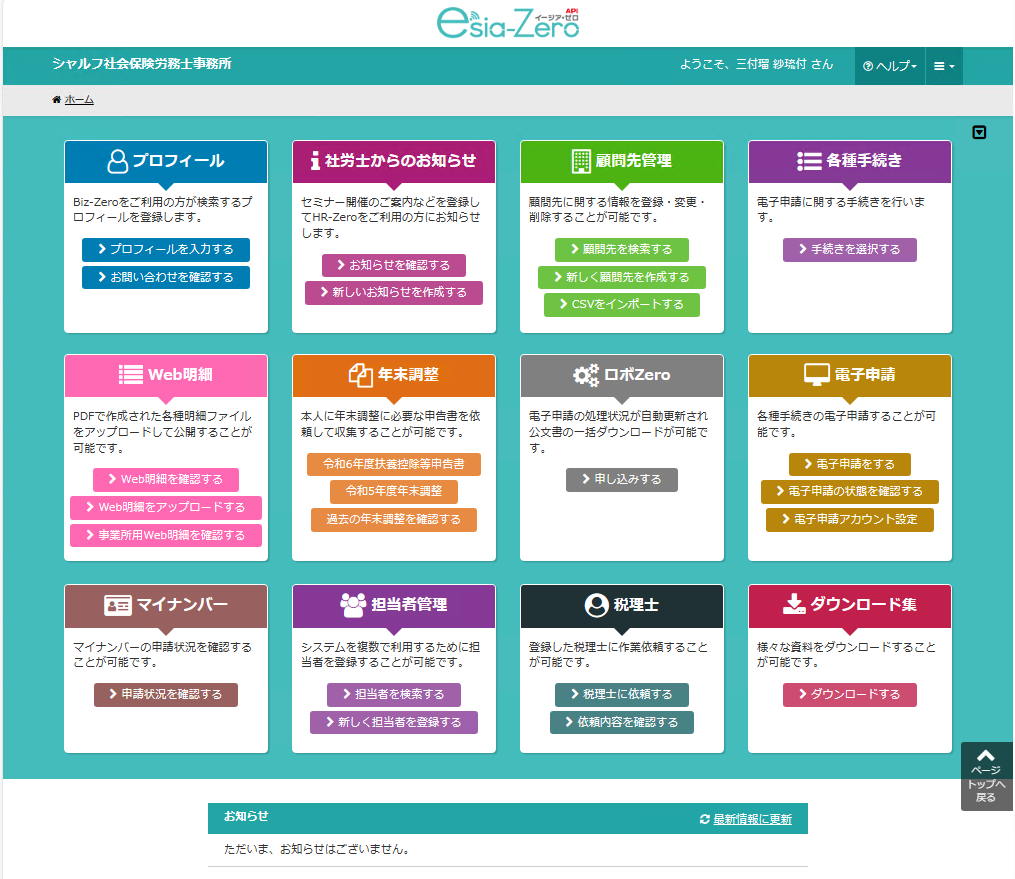 esia-Zero API イージア・ゼロ
シャルフ社会保険労務士事務所
ようこそ、三付瑠 紗琉付 さん
ヘルプ
ホーム
プロフィール
Biz-Zeroをご利用の方が検索するプ
ロフィールを登録します。
プロフィールを入力する
お問い合わせを確認する
社労士からのお知らせ
セミナー開催のご案内などを登録し
てHR-Zeroをご利用の方にお知らせ
します。
お知らせを確認する
新しいお知らせを作成する
顧問先管理
顧問先に関する情報を登録・変更・
削除することが可能です。
顧問先を検索する
新しく顧問先を作成する
CSVをインポートする
各種手続き
電子申請に関する手続きを行いま
す。
手続きを選択する
Web明細
PDFで作成された各種明細ファイル
をアップロードして公開することが
可能です。
Web明細を確認する
Web明細をアップロードする
事業所用Web明細を確認する
年末調整
本人に年末調整に必要な申告書を依
頼して収集することが可能です。
令和6年度扶養控除等申告書
令和5年度年末調整
過去の年末調整を確認する
ロボZero
電子申請の処理状況が自動更新され
公文書の一括ダウンロードが可能で
す。
申し込みする
電子申請
各種手続きの電子申請することが可
能です。
電子申請をする
電子申請の状態を確認する
電子申請アカウント設定
マイナンバー
マイナンバーの申請状況を確認する
ことが可能です。
申請状況を確認する
担当者管理
システムを複数で利用するために担
当者を登録することが可能です。
担当者を検索する
新しく担当者を登録する
税理士
登録した税理士に作業依頼すること
が可能です。
税理士に依頼する
依頼内容を確認する
ダウンロード集
様々な資料をダウンロードすること
が可能です。
ダウンロードする
ページ
トップへ
戻る
お知らせ
最新情報に更新
ただいま、お知らせはございません。